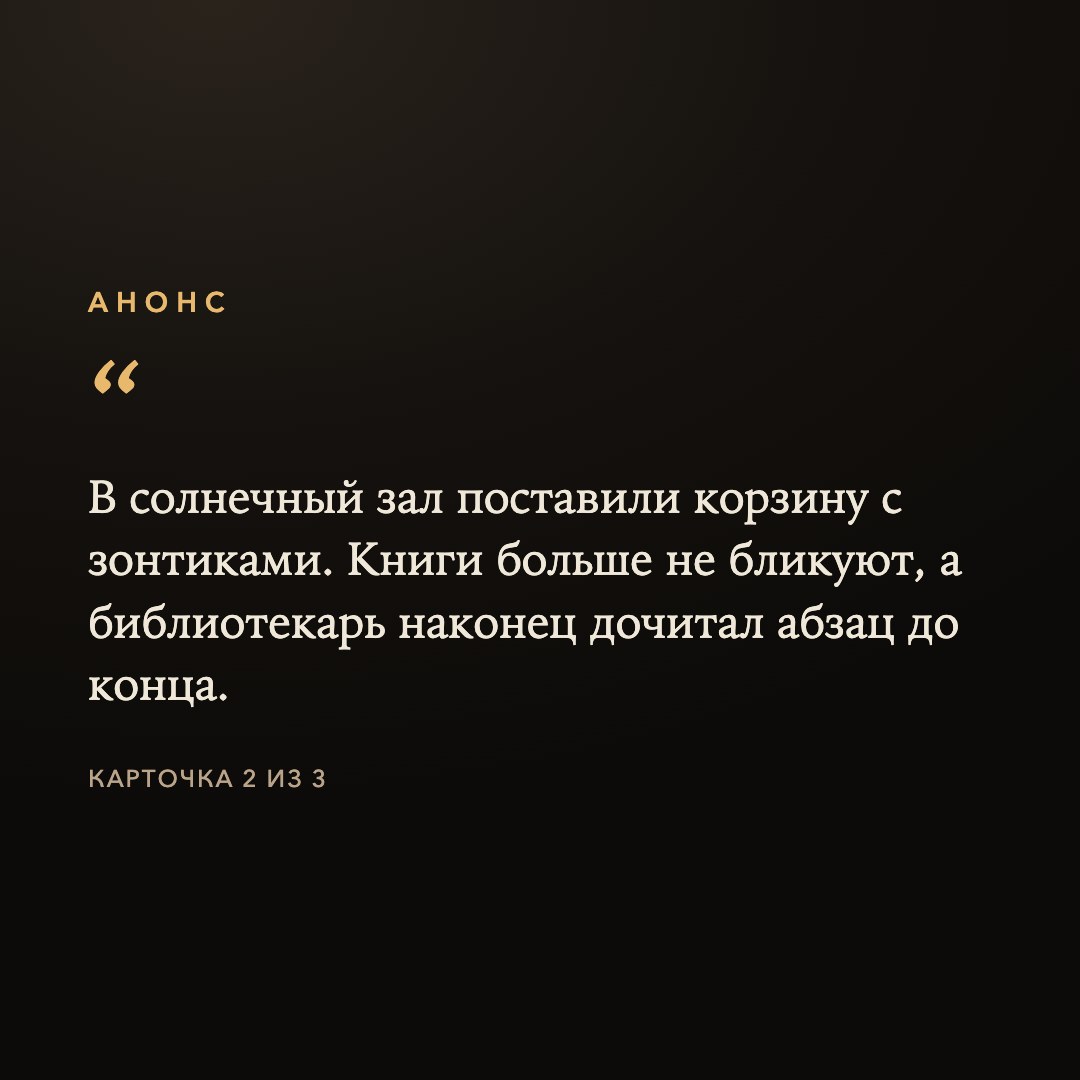 АНОНС
“
В солнечный зал поставили корзину с
зонтиками. Книги больше не бликуют, а
библиотекарь наконец дочитал абзац до
конца.
КАРТОЧКА 2 ИЗ 3